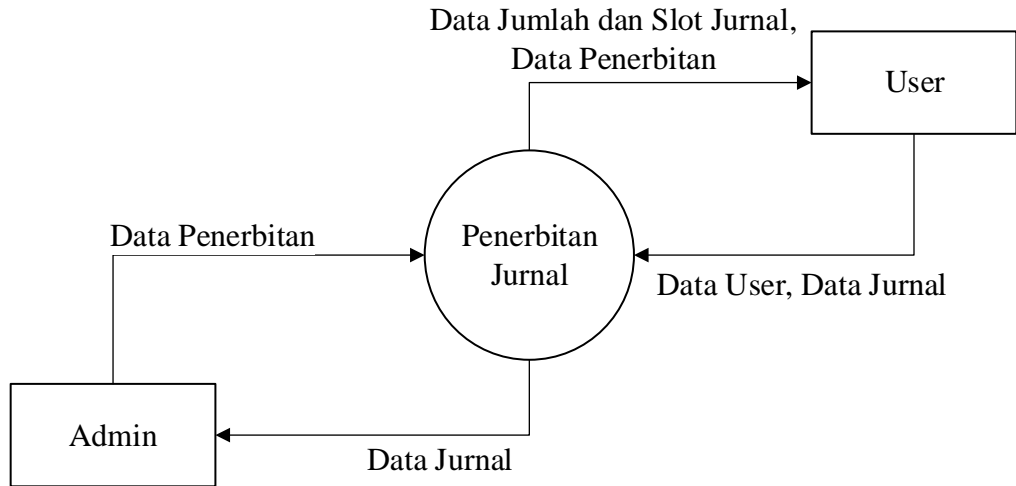 Data Jumlah dan Slot Jurnal,
Data Penerbitan
User
Data Penerbitan
Penerbitan
Jurnal
Data User, Data Jurnal
Admin
Data Jurnal